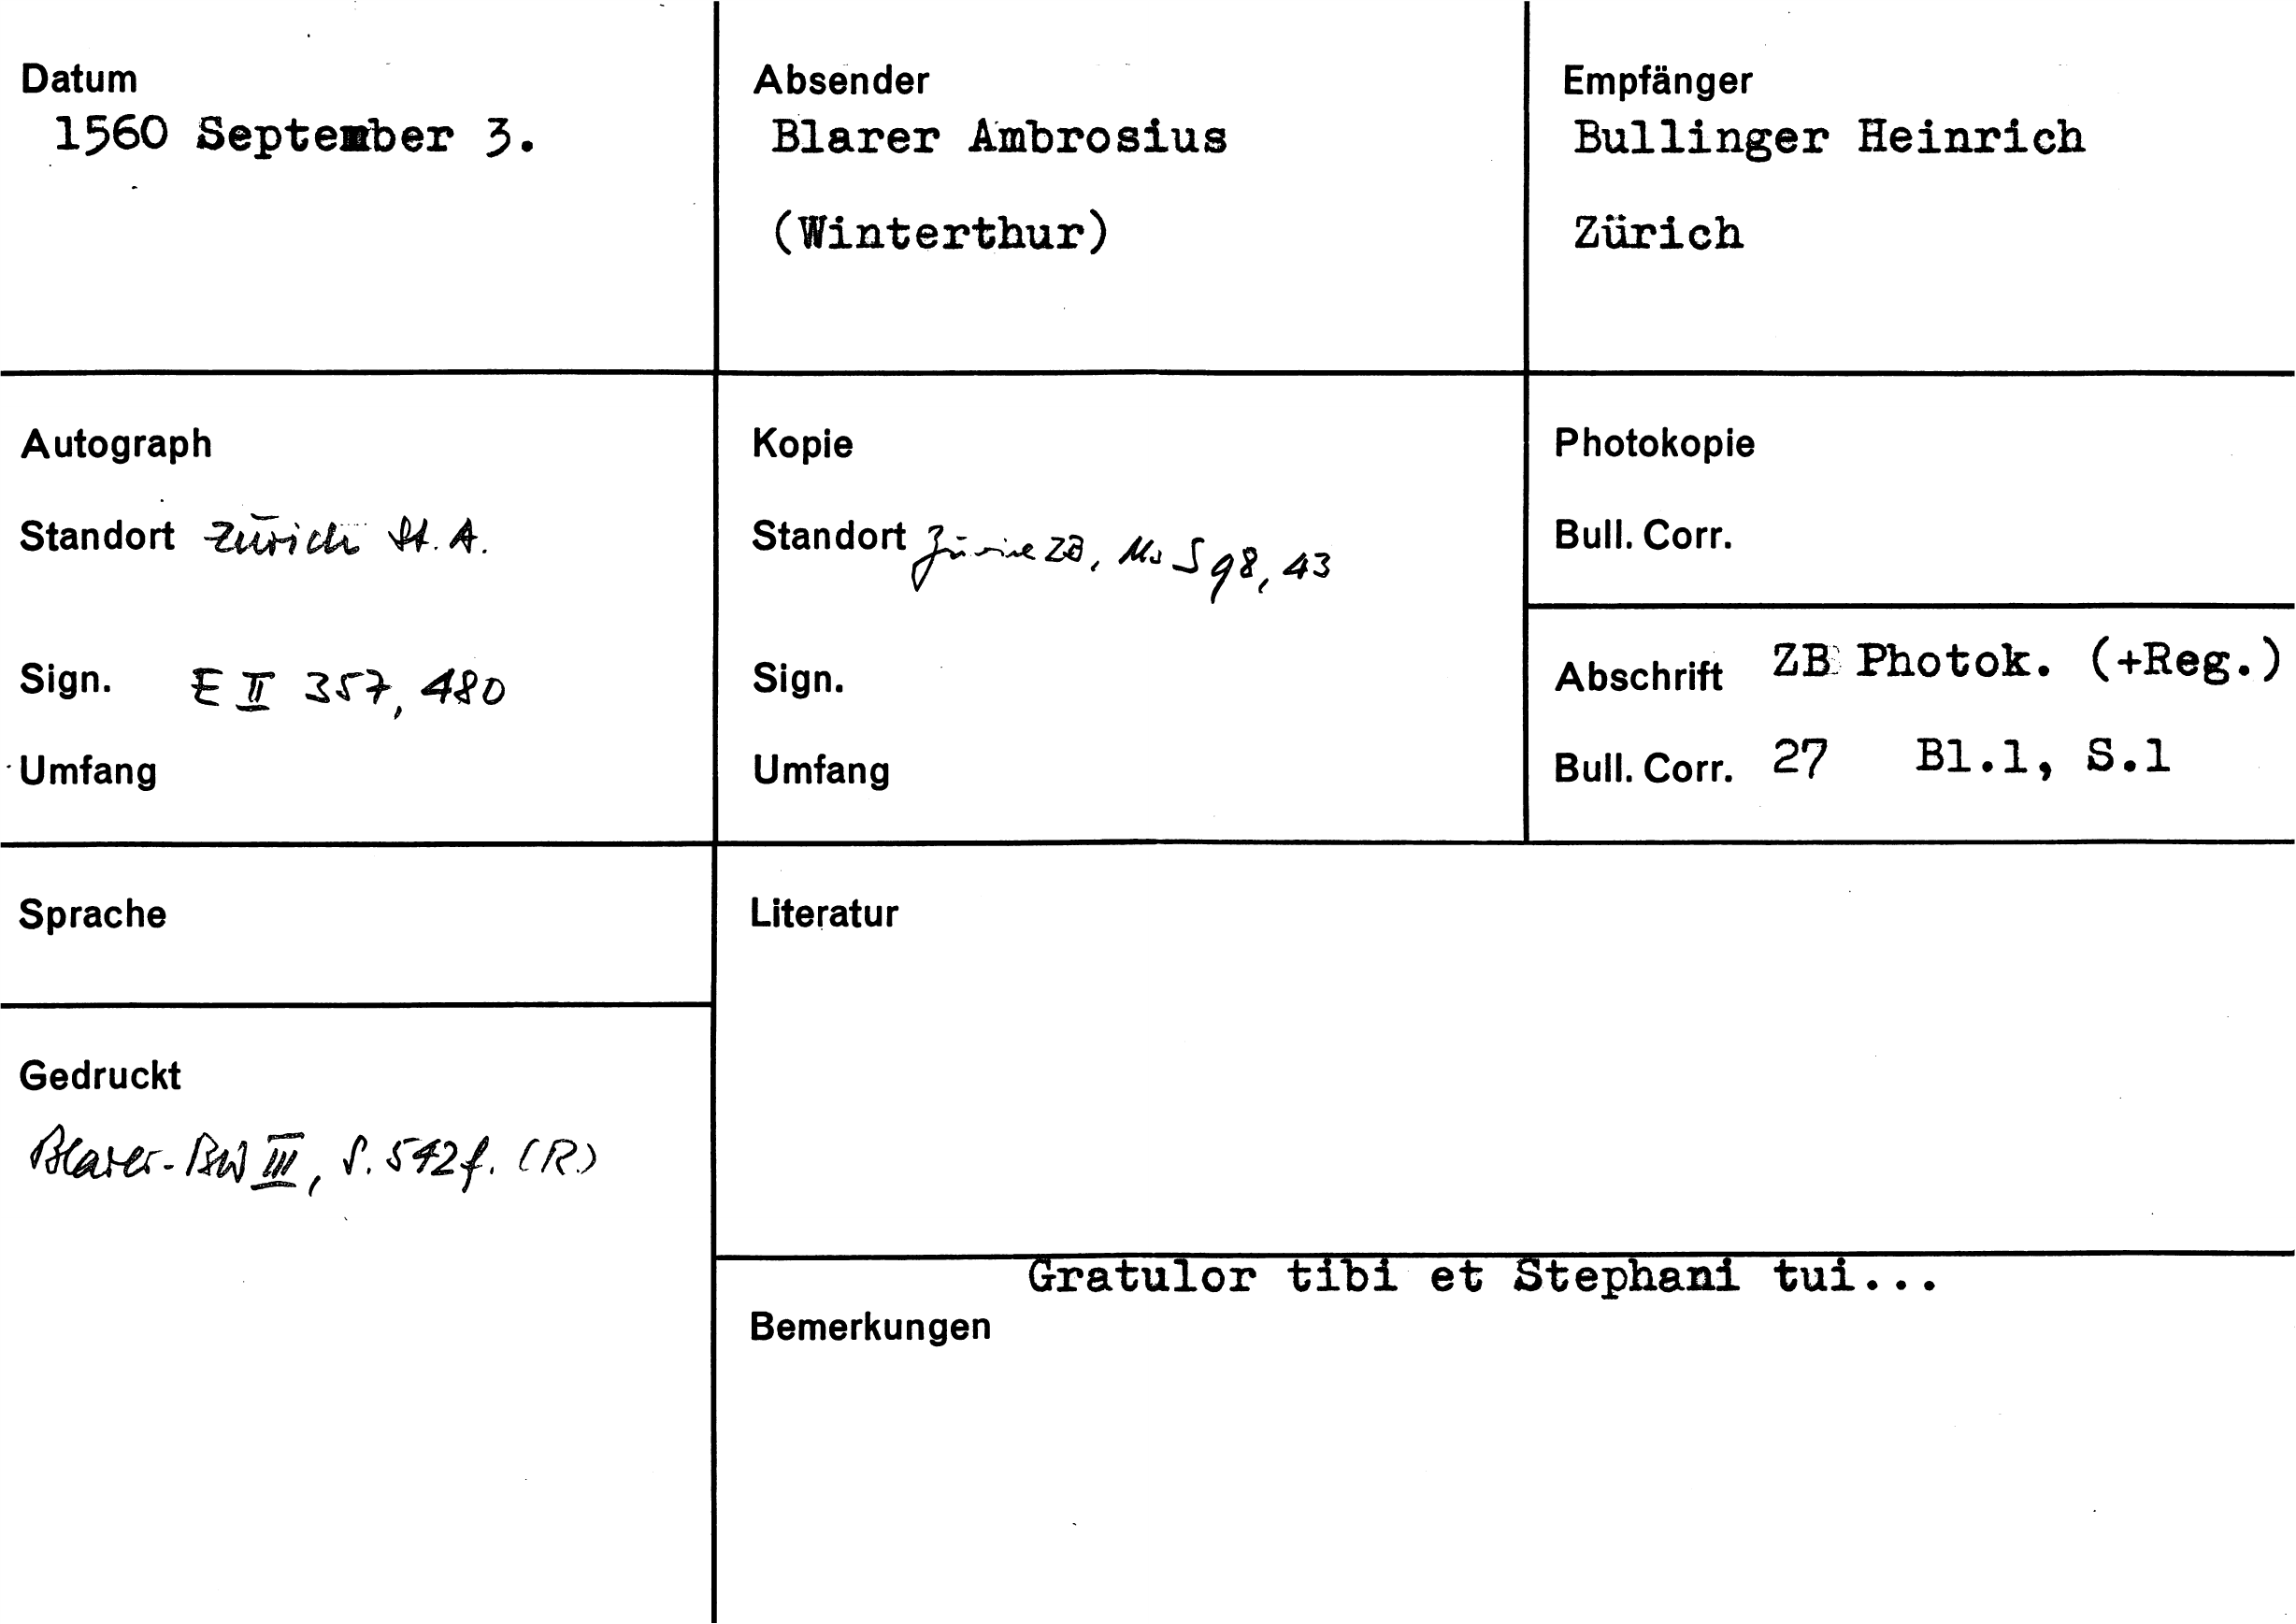 Datum
1560 September 3.
Absender
Blarer Ambrosius
(Winterthur)
Empfänger
Bullinger Heinrich
Zürich
Autograph
Standort Zürich St. A.
Sign. E II 357, 480
Umfang
Kopie
Standort Zürich ZB, Ms S 98, 43
Sign.
Umfang
Photokopie
Bull. Corr.
Abschrift ZB Photok. (+Reg.)
Bull. Corr. 27 Bl.1, S.1
Sprache
Literatur
Gedruckt
Blarer-BW III, S. 542f. (R.)
Gratulor tibi et Stephani tui...
Bemerkungen